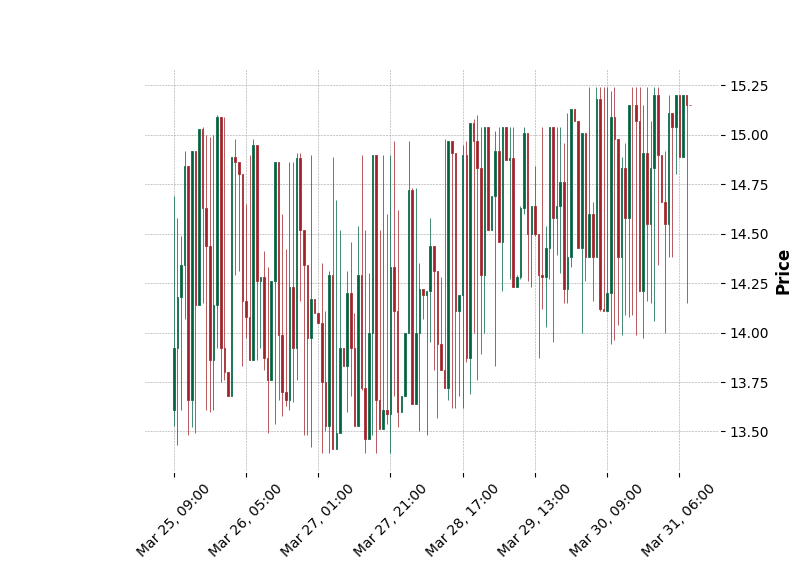 15.25
15.00
14.75
14.50
14.25
14.00
13.75
13.50
Price
Mar 25, 09:00
Mar 26, 05:00
Mar 27, 01:00
Mar 27, 21:00
Mar 28, 17:00
Mar 29, 13:00
Mar 30, 09:00
Mar 31, 06:00